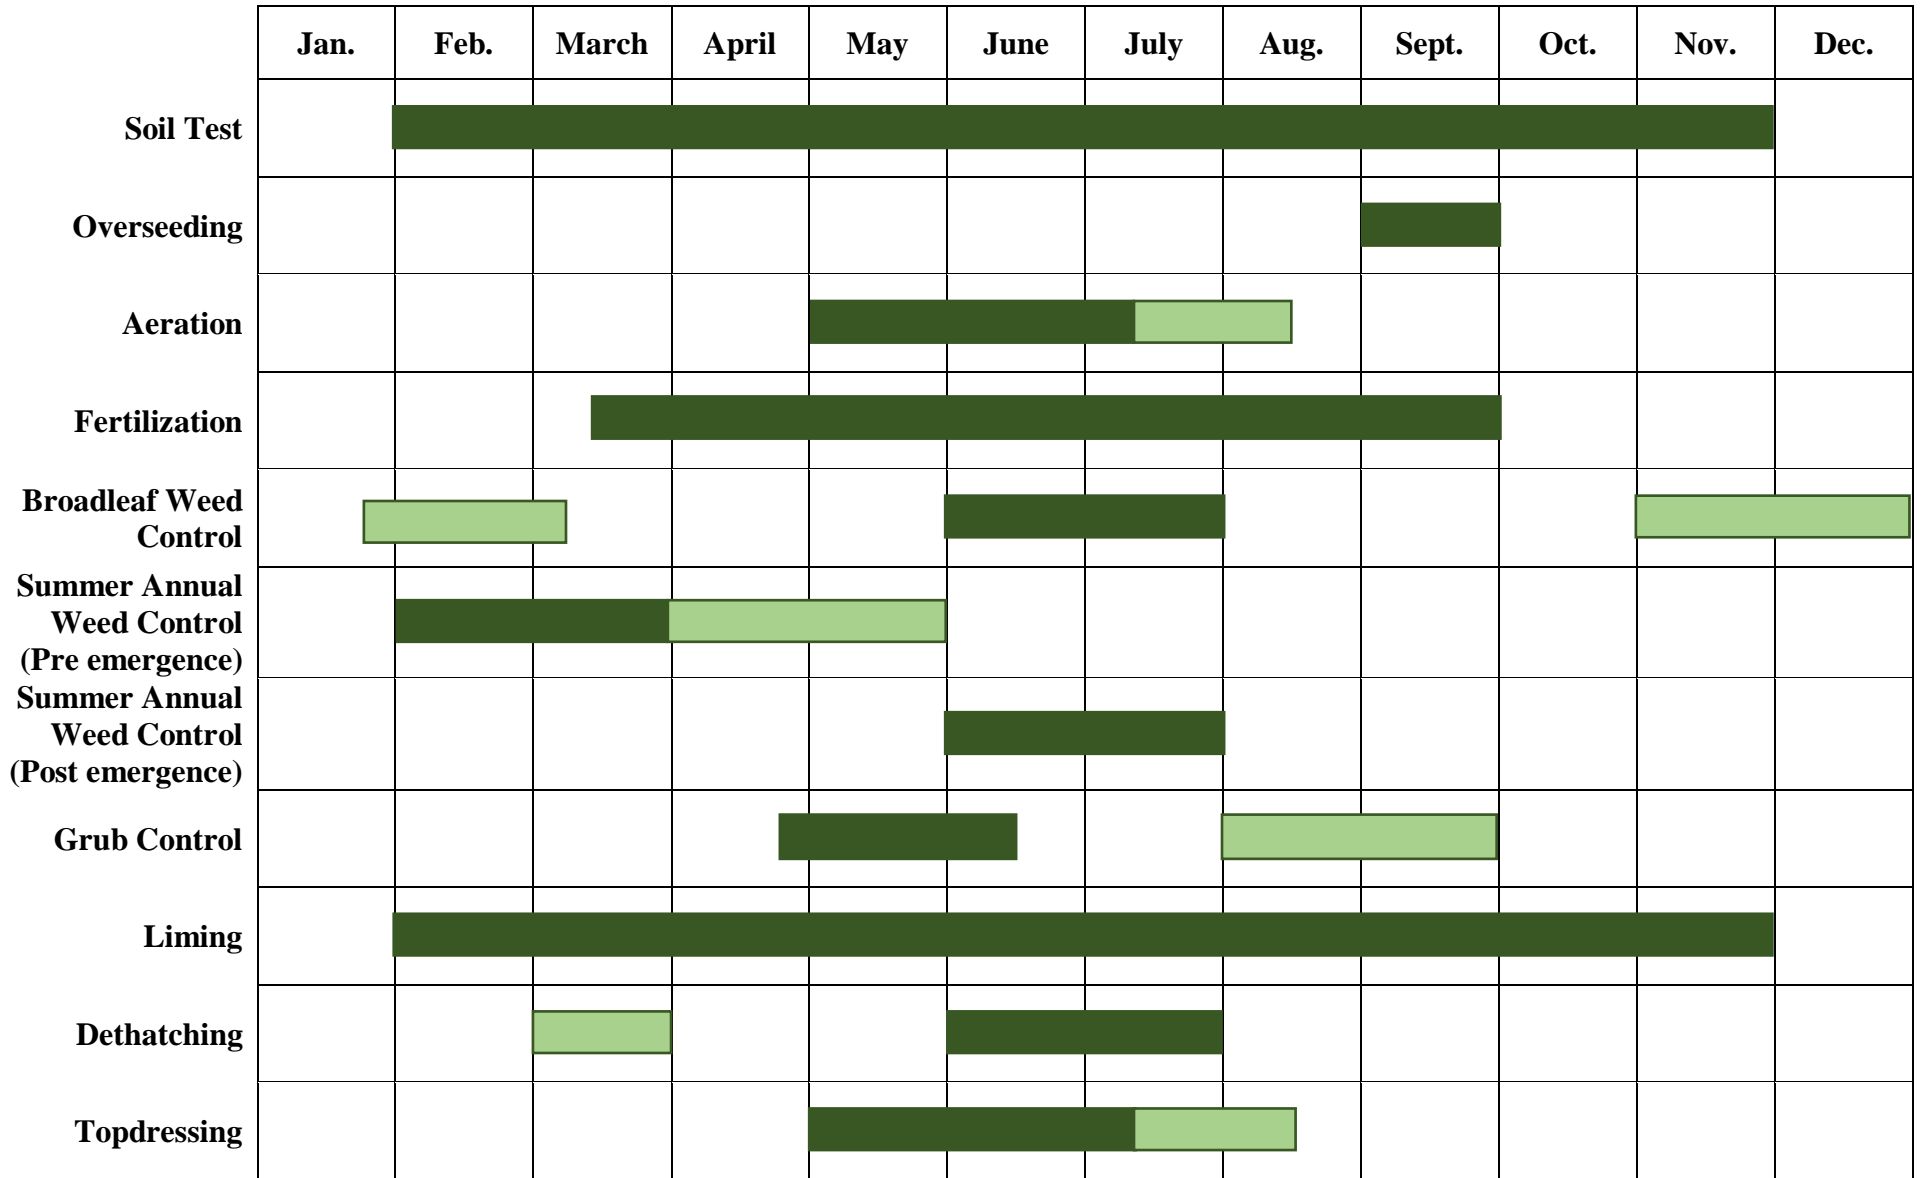 Jan. Feb. March April May June July Aug. Sept. Oct. Nov. Dec.
Soil Test
Overseeding
Aeration
Fertilization
Broadleaf Weed
Control
Summer Annual
Weed Control
(Pre emergence)
Summer Annual
Weed Control
(Post emergence)
Grub Control
Liming
Dethatching
Topdressing